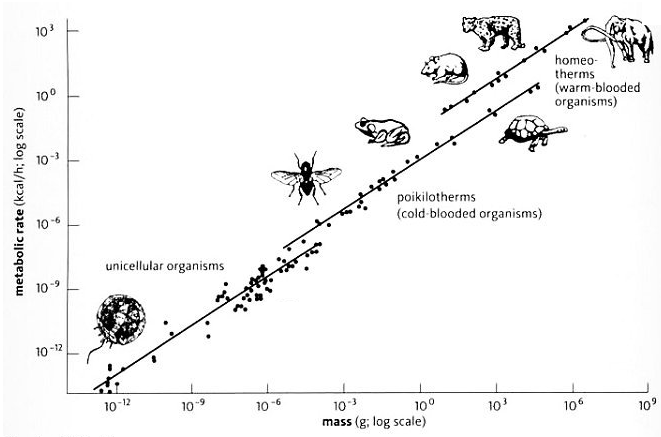 10³
10⁰
10⁻³
10⁻⁶
10⁻⁹
10⁻¹²
metabolic rate (kcal/h; log scale)
homeo-
therms
(warm-blooded
organisms)
poikilotherms
(cold-blooded organisms)
unicellular organisms
10⁻¹² 10⁻⁹ 10⁻⁶ 10⁻³ 10⁰ 10³ 10⁶ 10⁹
mass (g; log scale)